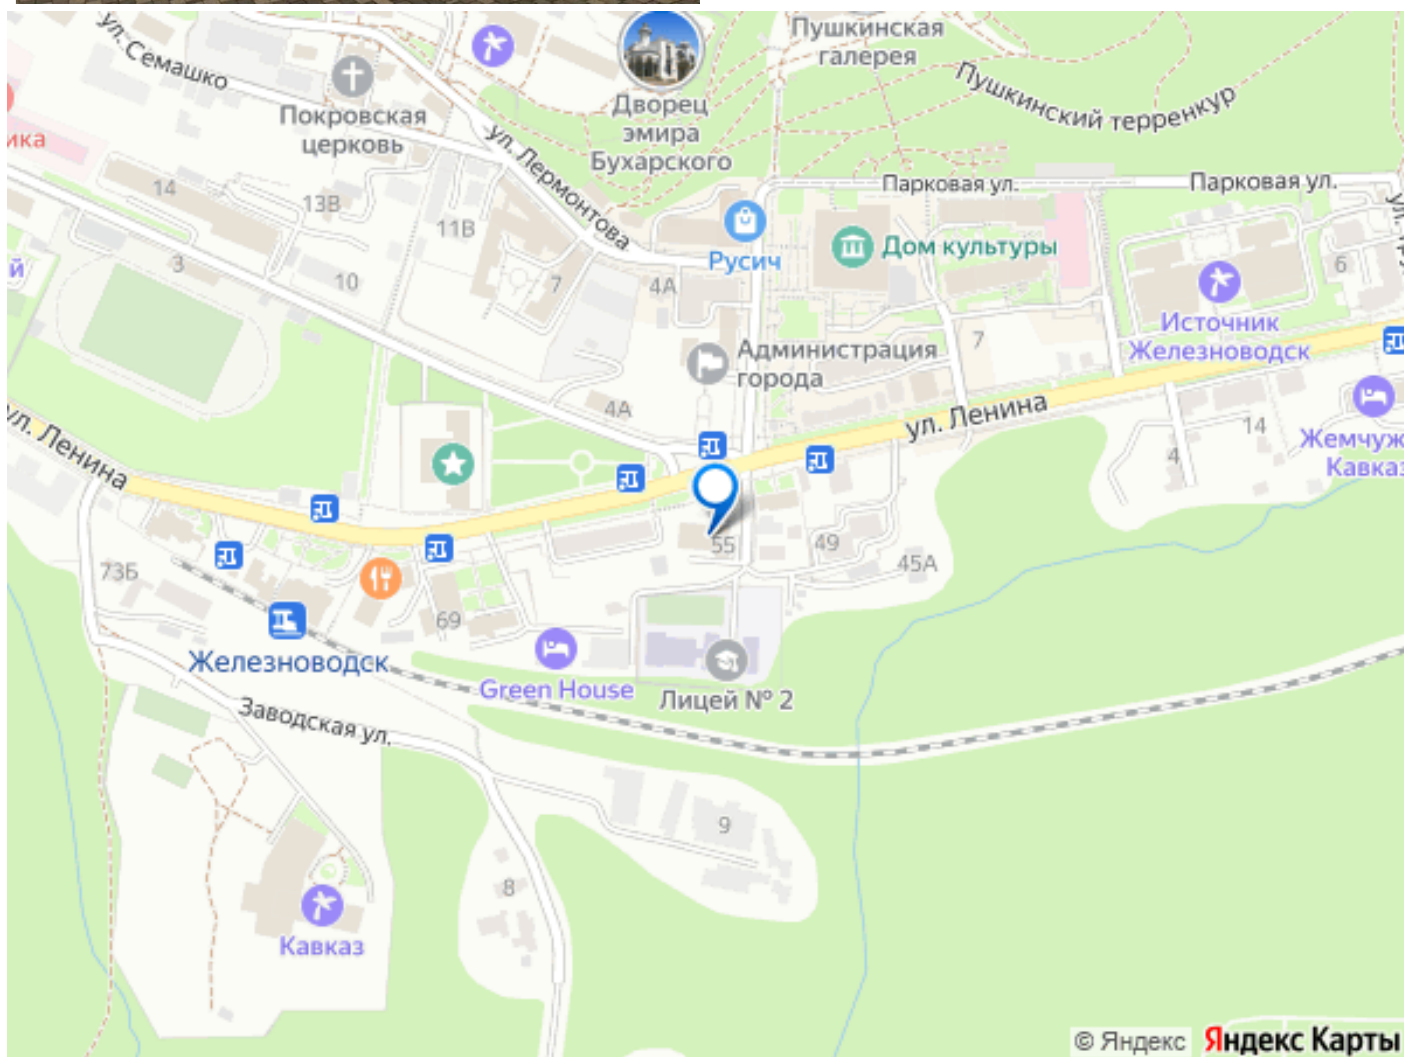 ул. Семашко
Пушкинская
галерея
Пушкинский терренкур
Покровская
церковь
Дворец
эмира
Бухарского
ика
ул. Лермонтова
Парковая ул.
Парковая ул.
14
13В
11В
Русич
Дом культуры
й
3
10
7
4А
6
Источник
Железноводск
7
Администрация
города
4А
ул. Ленина
ул. Ленина
14
4
Жемчуж
Кавказ
55
49
45А
73Б
69
Железноводск
Green House
Лицей № 2
Заводская ул.
9
8
Кавказ
© Яндекс Яндекс Карты